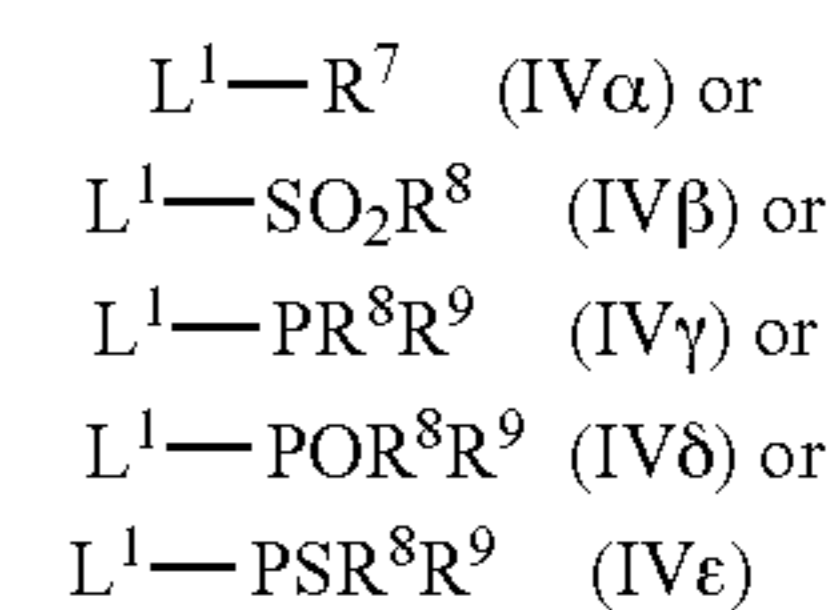 L¹—R⁷ (IVα) or
L¹—SO₂R⁸ (IVβ) or
L¹—PR⁸R⁹ (IVγ) or
L¹—POR⁸R⁹ (IVδ) or
L¹—PSR⁸R⁹ (IVε)